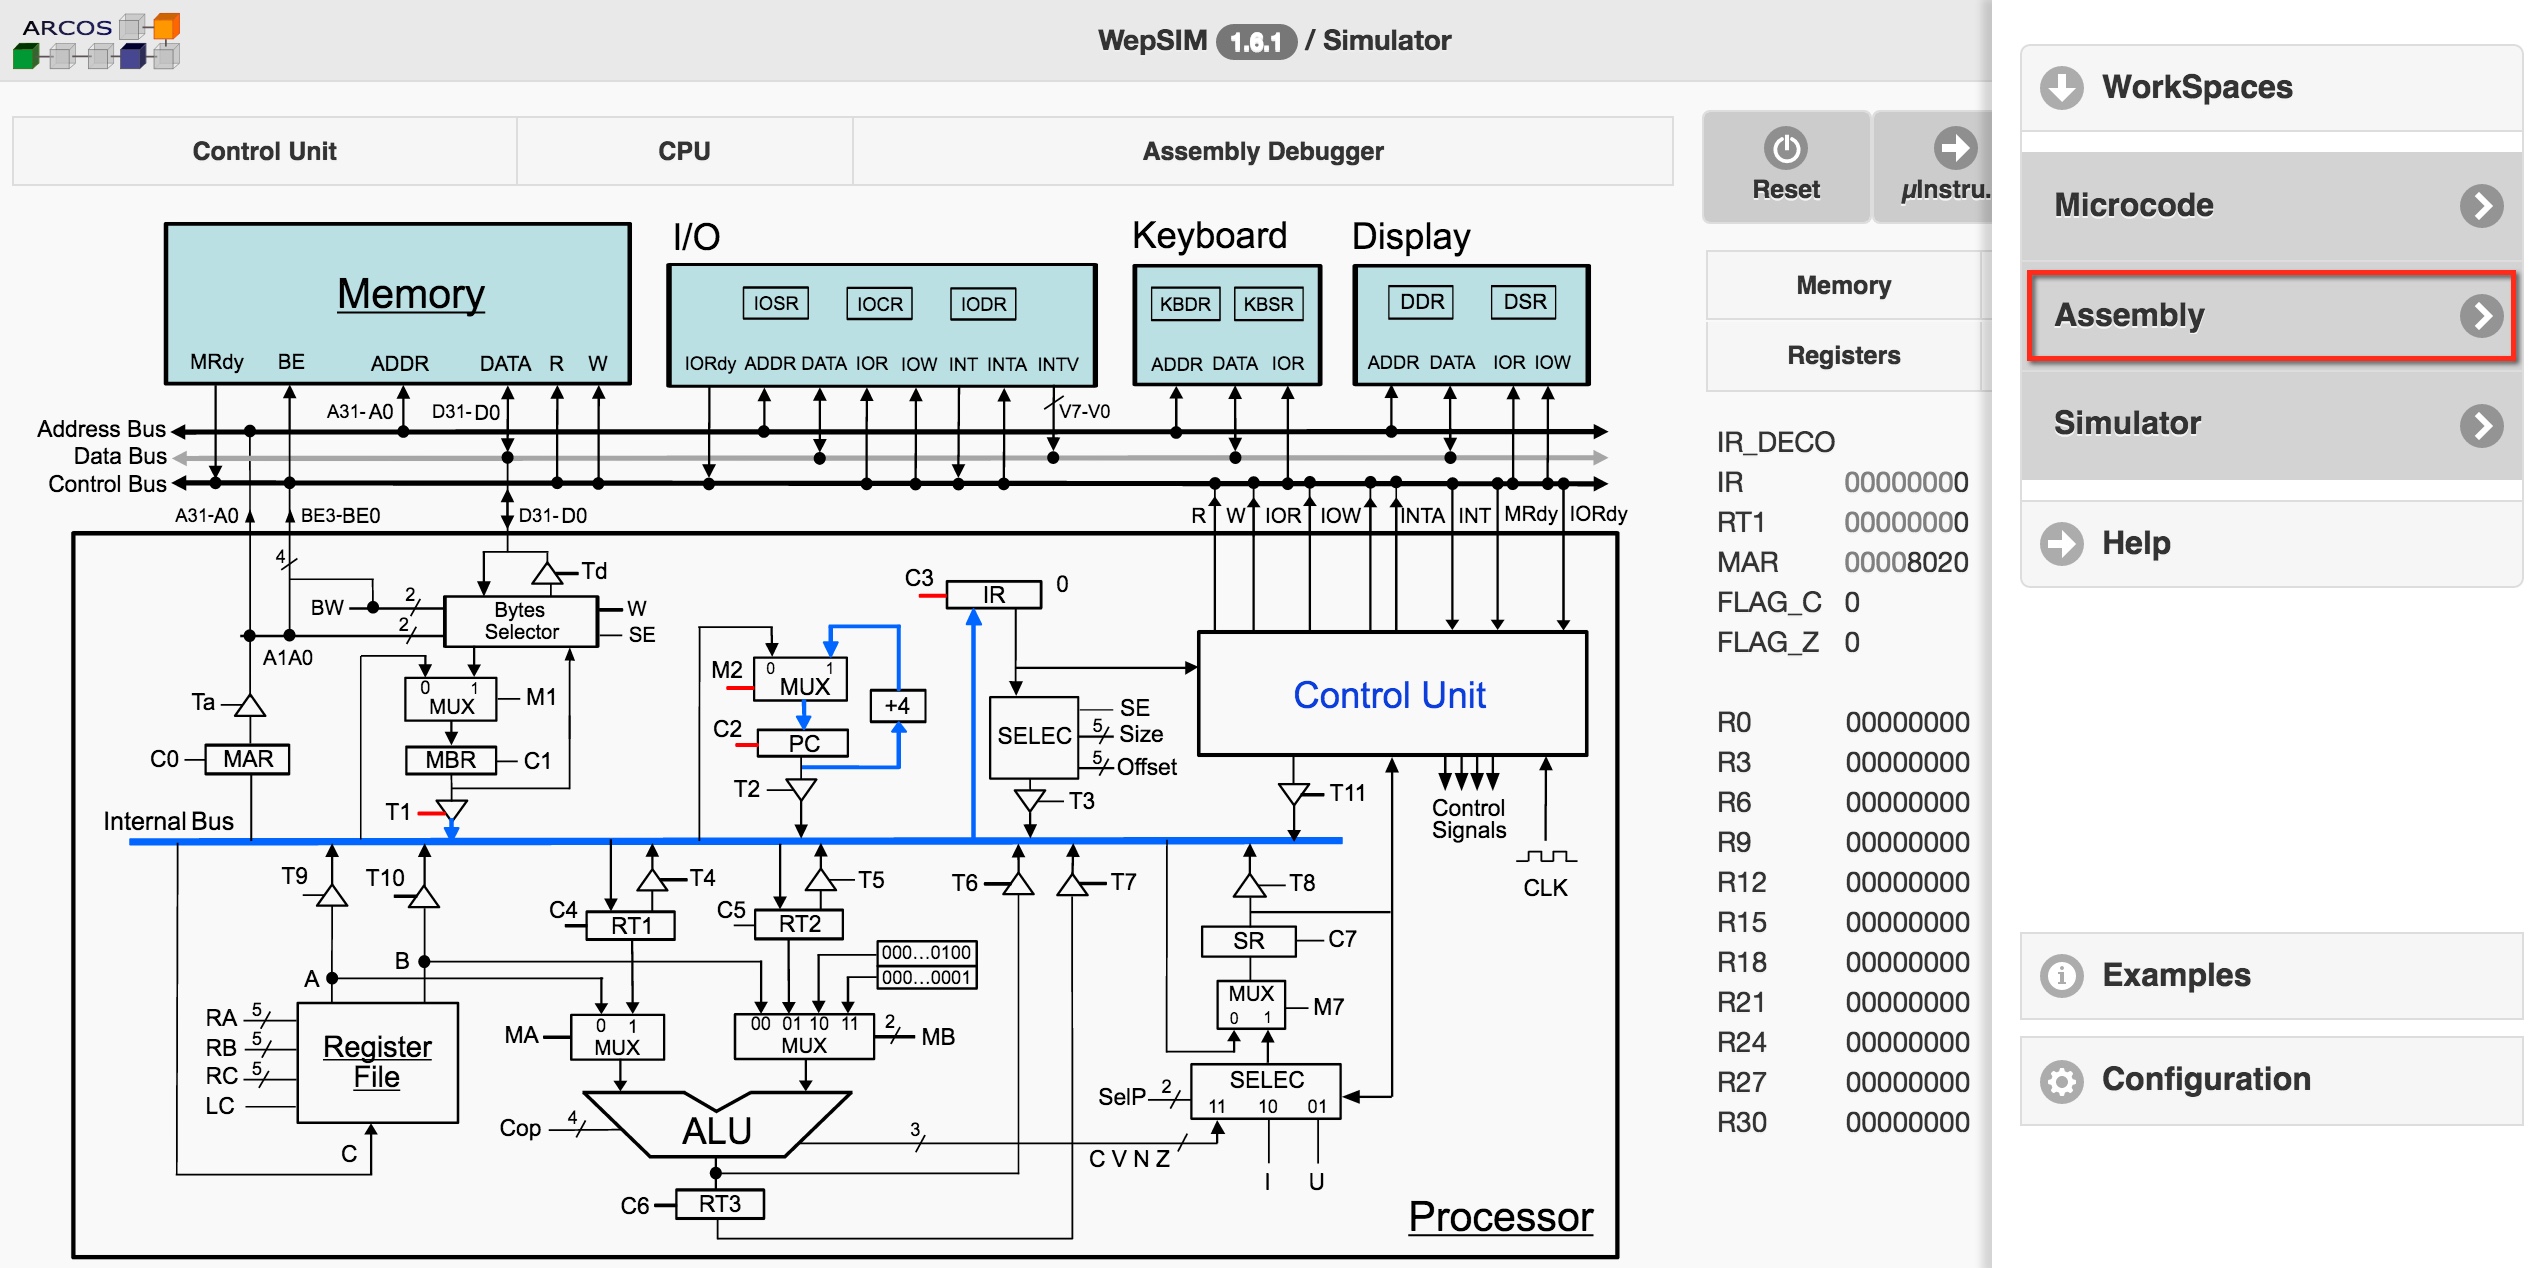 ARCOS
WepSIM 1.6.1 / Simulator
Control Unit
CPU
Assembly Debugger
Reset
µInstru.
Memory
Registers
WorkSpaces
Microcode
Assembly
Simulator
Help
Examples
Configuration
Memory
MRdy BE ADDR DATA R W
I/O
IOSR IOCR IODR
IORdy ADDR DATA IOR IOW INT INTA INTV
Keyboard
KBDR KBSR
ADDR DATA IOR
Display
DDR DSR
ADDR DATA IOR IOW
A31-A0 D31-D0 V7-V0
Address Bus
Data Bus
Control Bus
A31-A0 BE3-BE0 D31-D0
R W IOR IOW INTA INT MRdy IORdy
4
Td
BW 2
2
Bytes
Selector
W
SE
A1A0
Ta
0 1
MUX
M1
C0 MAR
MBR C1
T1
Internal Bus
M2 0 1
MUX
+4
C2 PC
T2
C3 IR 0
SELEC
SE
5 Size
5 Offset
T3
Control Unit
T11
Control
Signals
CLK
T9 T10 T4 T5 T6 T7 T8
C4 RT1
C5 RT2
000...0100
000...0001
SR C7
A B
MUX
0 1
M7
RA 5
RB 5
RC 5
LC
Register
File
C
MA 0 1
MUX
00 01 10 11
MUX
2 MB
Cop 4
ALU
3
C V N Z
SelP 2
SELEC
11 10 01
I U
C6 RT3
Processor
IR_DECO
IR 00000000
RT1 00000000
MAR 00008020
FLAG_C 0
FLAG_Z 0
R0 00000000
R3 00000000
R6 00000000
R9 00000000
R12 00000000
R15 00000000
R18 00000000
R21 00000000
R24 00000000
R27 00000000
R30 00000000